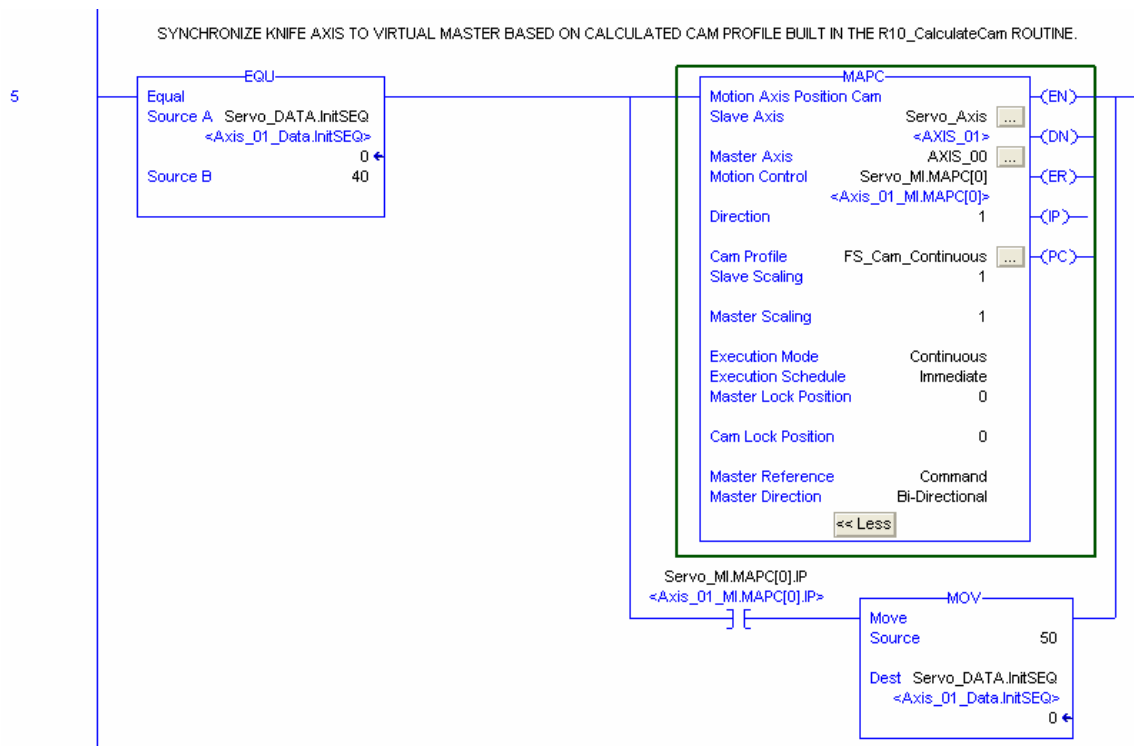 SYNCHRONIZE KNIFE AXIS TO VIRTUAL MASTER BASED ON CALCULATED CAM PROFILE BUILT IN THE R10_CalculateCam ROUTINE.
5
EQU
Equal
Source A Servo_DATA.InitSEQ
<Axis_01_Data.InitSEQ>
0
Source B 40
MAPC
Motion Axis Position Cam
Slave Axis Servo_Axis ...
<AXIS_01>
Master Axis AXIS_00 ...
Motion Control Servo_MI.MAPC[0]
<Axis_01_MI.MAPC[0]>
Direction 1
Cam Profile FS_Cam_Continuous ...
Slave Scaling 1
Master Scaling 1
Execution Mode Continuous
Execution Schedule Immediate
Master Lock Position 0
Cam Lock Position 0
Master Reference Command
Master Direction Bi-Directional
<< Less
(EN)
(DN)
(ER)
(IP)
(PC)
Servo_MI.MAPC[0].IP
<Axis_01_MI.MAPC[0].IP>
MOV
Move
Source 50
Dest Servo_DATA.InitSEQ
<Axis_01_Data.InitSEQ>
0